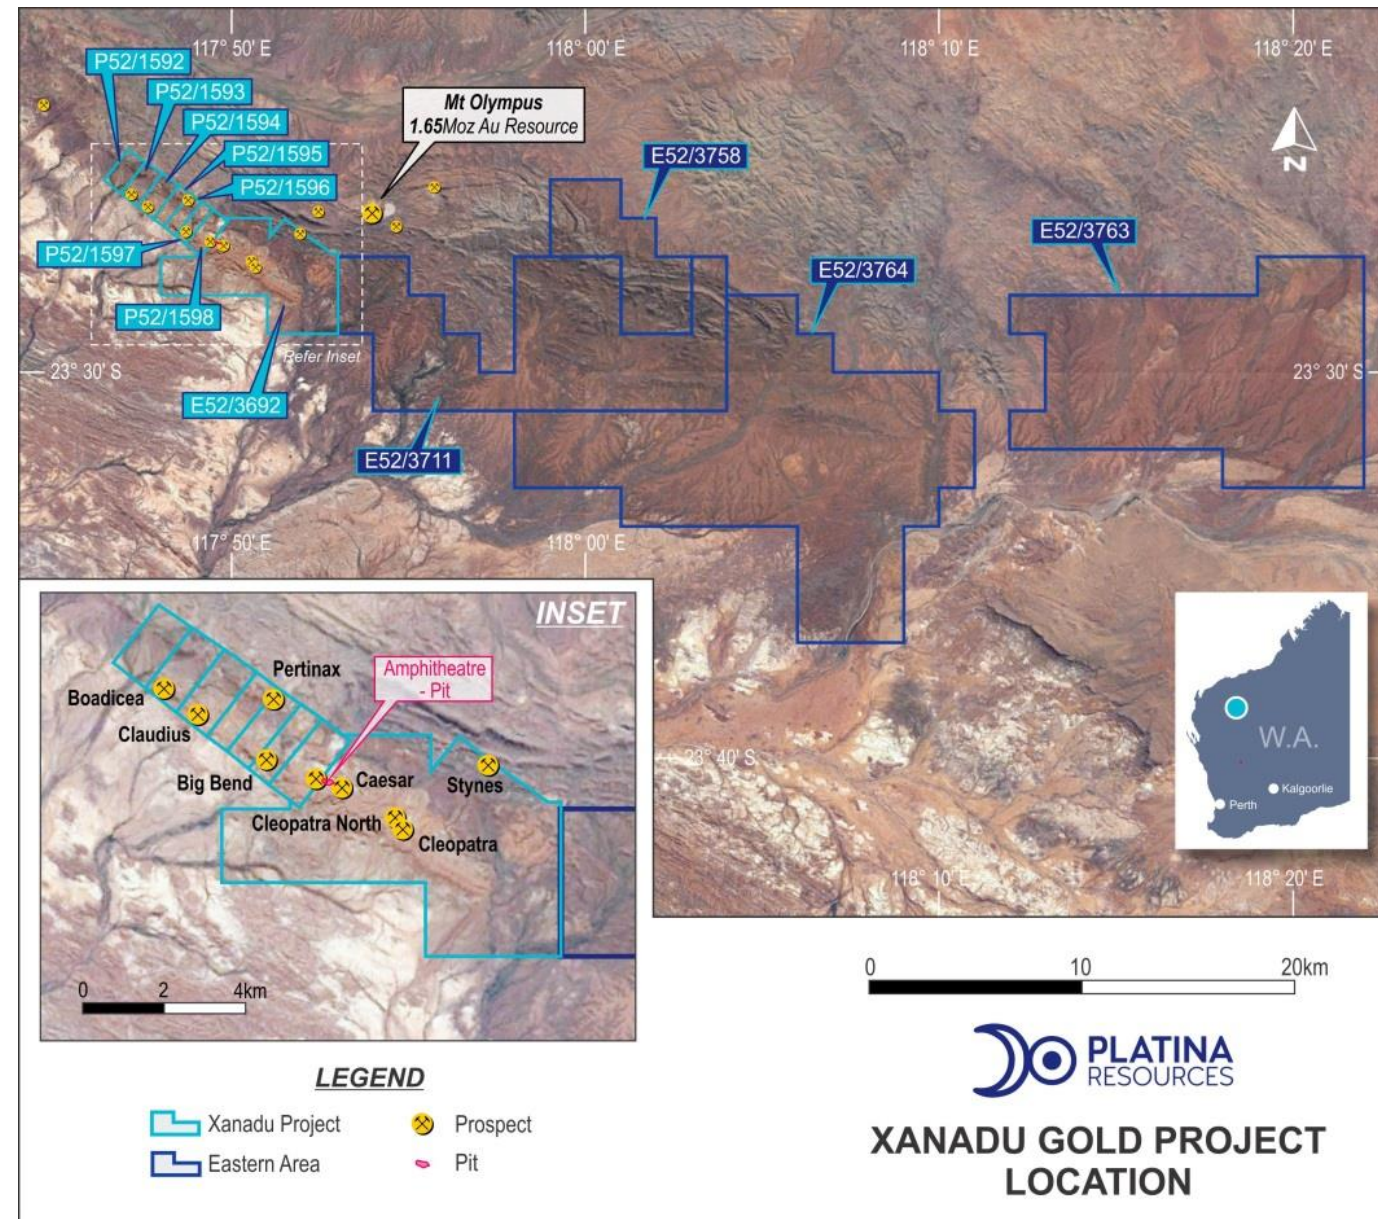 117° 50' E
118° 00' E
118° 10' E
118° 20' E
P52/1592
P52/1593
P52/1594
P52/1595
P52/1596
Mt Olympus
1.65Moz Au Resource
E52/3758
N
E52/3763
P52/1597
E52/3764
P52/1598
Refer Inset
23° 30' S
23° 30' S
E52/3692
E52/3711
117° 50' E
118° 00' E
INSET
Pertinax
Amphitheatre
- Pit
Boadicea
Claudius
Big Bend
Caesar
Stynes
Cleopatra North
Cleopatra
0 2 4km
23° 40' S
W.A.
Kalgoorlie
Perth
118° 10' E
118° 20' E
0 10 20km
PLATINA
RESOURCES
LEGEND
Xanadu Project
Prospect
Eastern Area
Pit
XANADU GOLD PROJECT
LOCATION